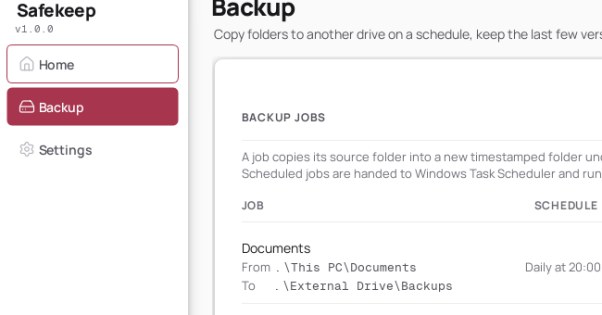 Safekeep
v1.0.0
Home
Backup
Settings
Backup
Copy folders to another drive on a schedule, keep the last few
BACKUP JOBS
A job copies its source folder into a new timestamped folder
Scheduled jobs are handed to Windows Task Scheduler and run
JOB SCHEDULE
Documents
From .\This PC\Documents Daily at 20:00
To .\External Drive\Backups